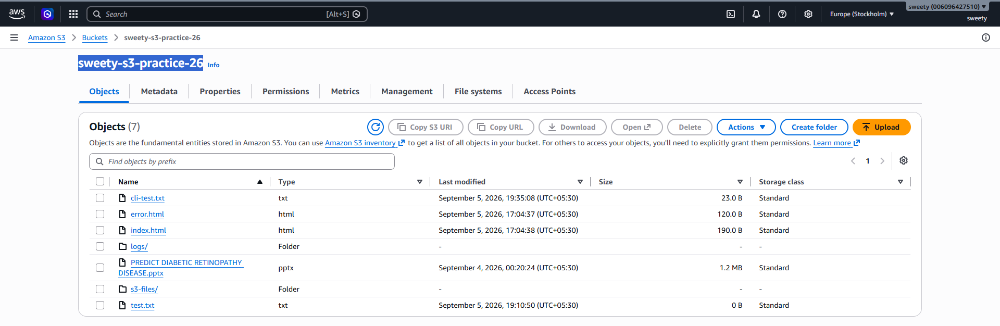 aws
Search [Alt+S]
Europe (Stockholm)
sweety (006096427510)
sweety
Amazon S3 Buckets sweety-s3-practice-26
sweety-s3-practice-26 Info
Objects Metadata Properties Permissions Metrics Management File systems Access Points
Objects (7)
Copy S3 URI Copy URL Download Open Delete Actions Create folder Upload
Objects are the fundamental entities stored in Amazon S3. You can use Amazon S3 inventory to get a list of all objects in your bucket. For others to access your objects, you'll need to explicitly grant them permissions. Learn more
Find objects by prefix
1
Name Type Last modified Size Storage class
cli-test.txt txt September 5, 2026, 19:35:08 (UTC+05:30) 23.0 B Standard
error.html html September 5, 2026, 17:04:37 (UTC+05:30) 120.0 B Standard
index.html html September 5, 2026, 17:04:38 (UTC+05:30) 190.0 B Standard
logs/ Folder - - -
PREDICT DIABETIC RETINOPATHY
DISEASE.pptx pptx September 4, 2026, 00:20:24 (UTC+05:30) 1.2 MB Standard
s3-files/ Folder - - -
test.txt txt September 5, 2026, 19:10:50 (UTC+05:30) 0 B Standard